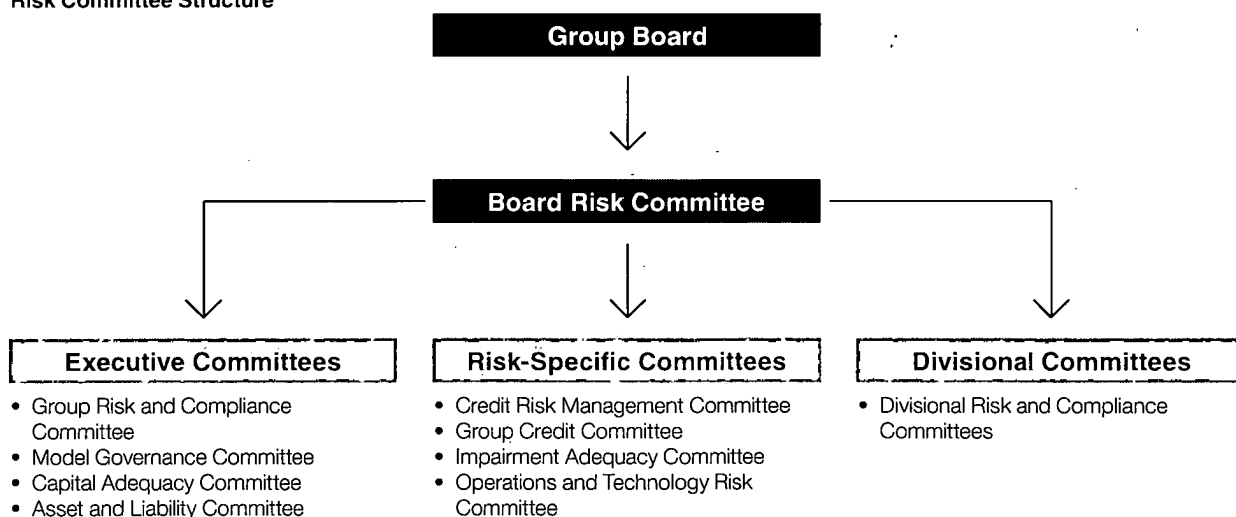 Risk Committee Structure
Group Board
Board Risk Committee
Executive Committees
• Group Risk and Compliance
Committee
• Model Governance Committee
• Capital Adequacy Committee
• Asset and Liability Committee
Risk-Specific Committees
• Credit Risk Management Committee
• Group Credit Committee
• Impairment Adequacy Committee
• Operations and Technology Risk
Committee
Divisional Committees
• Divisional Risk and Compliance
Committees